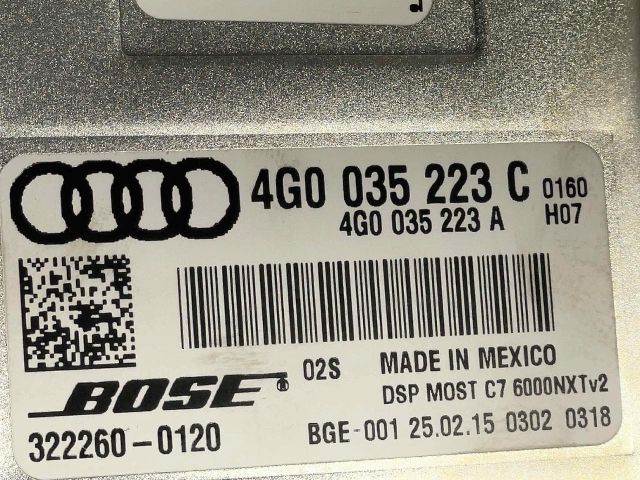 4G0 035 223 C 0160
4G0 035 223 A H07
02S MADE IN MEXICO
BOSE® DSP MOST C7 6000NXTv2
322260-0120 BGE-001 25.02.15 0302 0318